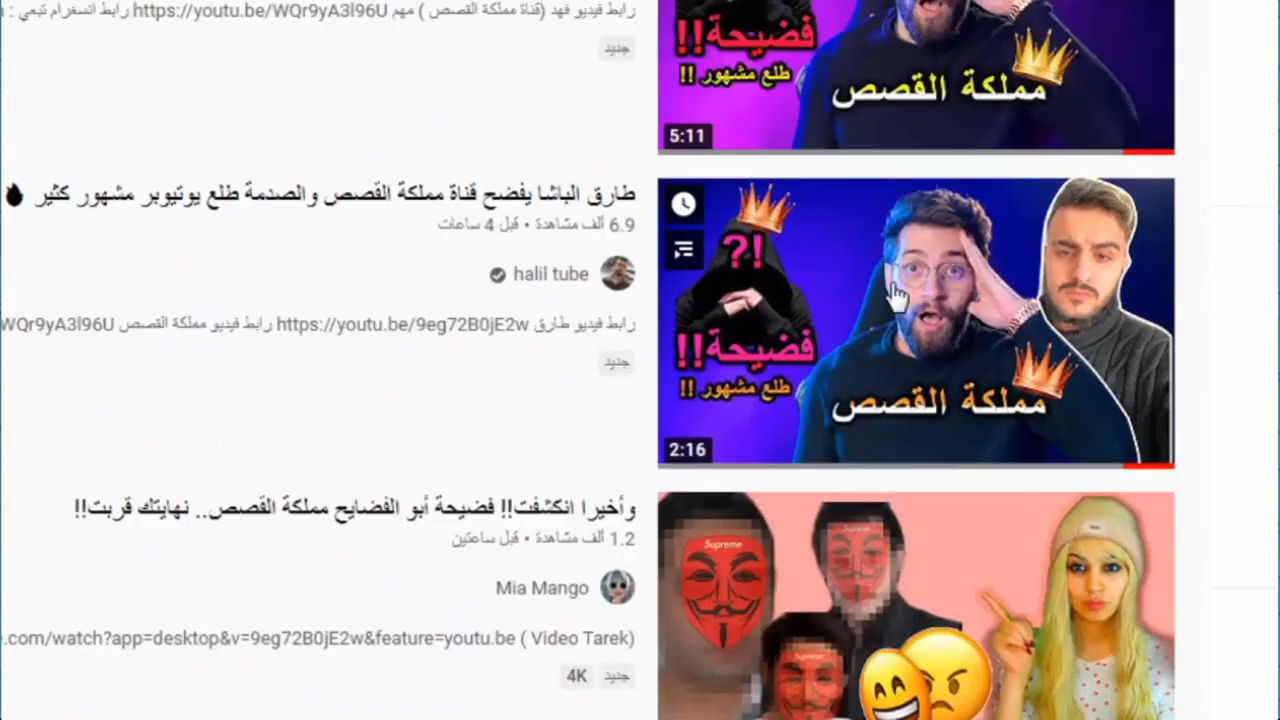 رابط فيديو فهد (قناة مملكة القصص ) مهم https://youtu.be/WQr9yA3l96U رابط انسغرام تبعي :
جديد
فضيحة!!
طلع مشهور !!
مملكة القصص
5:11
طارق الباشا يفضح قناة مملكة القصص والصدمة طلع يوتيوبر مشهور كثير 🔥
6.9 ألف مشاهدة • قبل 4 ساعات
halil tube
رابط فيديو طارق https://youtu.be/9eg72B0jE2w رابط فيديو مملكة القصص WQr9yA3l96U
جديد
?!
فضيحة!!
طلع مشهور !!
مملكة القصص
2:16
وأخيرا انكشفت!! فضيحة أبو الفضايح مملكة القصص.. نهايتك قربت!!
1.2 ألف مشاهدة • قبل ساعتين
Mia Mango
.com/watch?app=desktop&v=9eg72B0jE2w&feature=youtu.be ( Video Tarek)
جديد
4K
Supreme
Supreme
Supreme